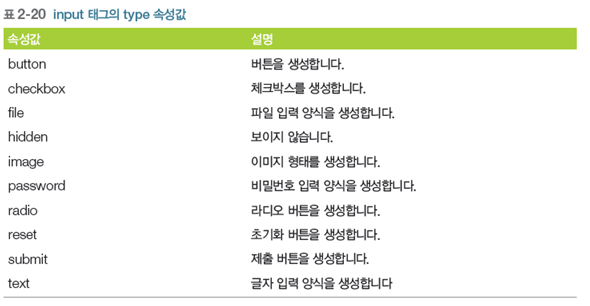 표 2-20 input 태그의 type 속성값
속성값 설명
button 버튼을 생성합니다.
checkbox 체크박스를 생성합니다.
file 파일 입력 양식을 생성합니다.
hidden 보이지 않습니다.
image 이미지 형태를 생성합니다.
password 비밀번호 입력 양식을 생성합니다.
radio 라디오 버튼을 생성합니다.
reset 초기화 버튼을 생성합니다.
submit 제출 버튼을 생성합니다.
text 글자 입력 양식을 생성합니다